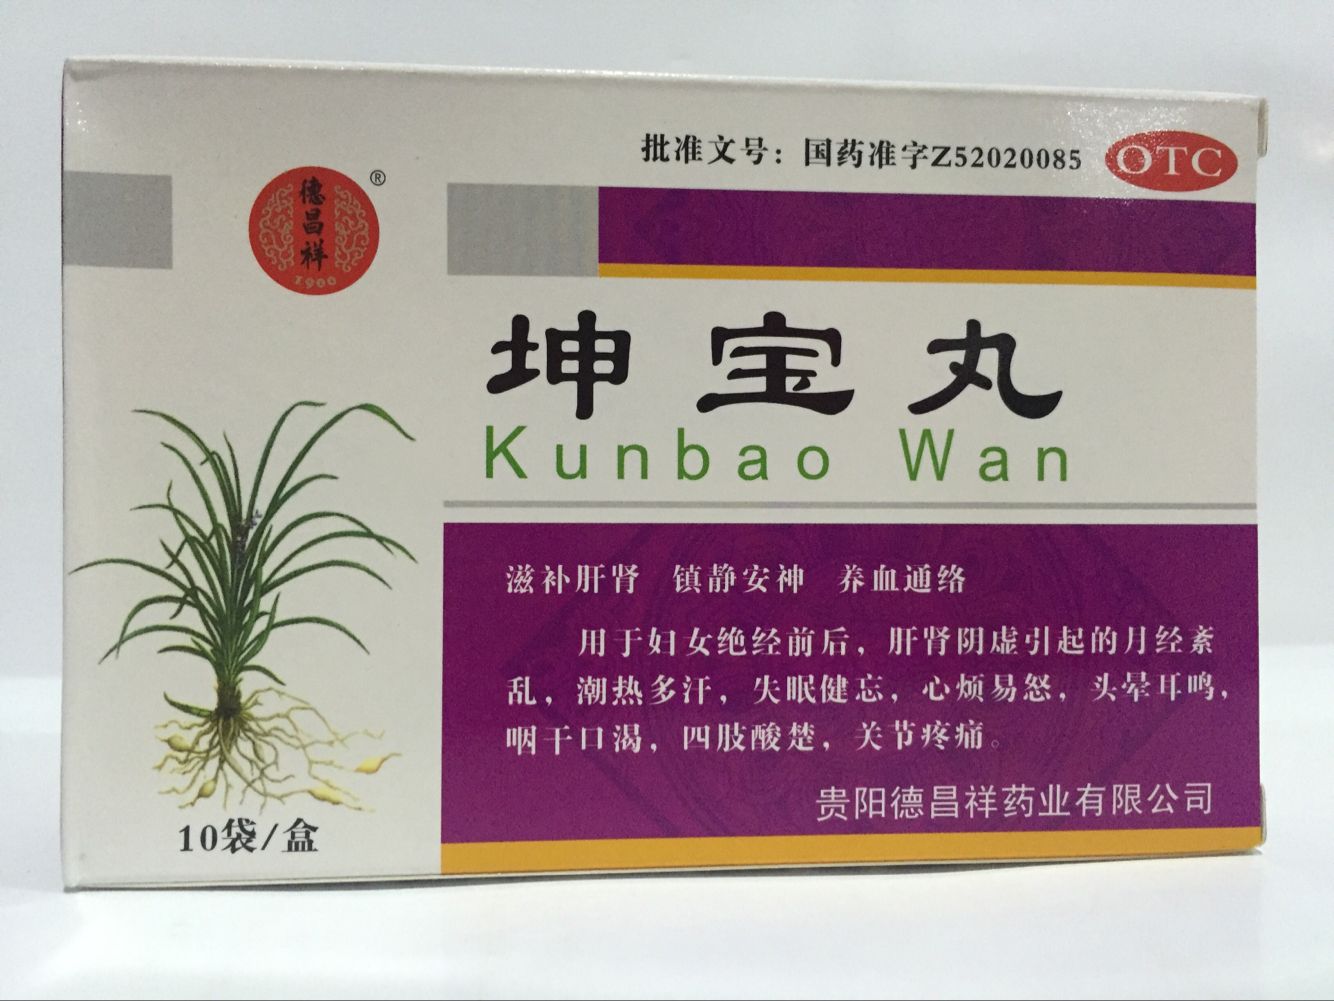 批准文号：国药准字Z52020085
OTC
德昌祥
®
坤宝丸
Kunbao Wan
滋补肝肾 镇静安神 养血通络
用于妇女绝经前后，肝肾阴虚引起的月经紊
乱，潮热多汗，失眠健忘，心烦易怒，头晕耳鸣，
咽干口渴，四肢酸楚，关节疼痛。
贵阳德昌祥药业有限公司
10袋/盒